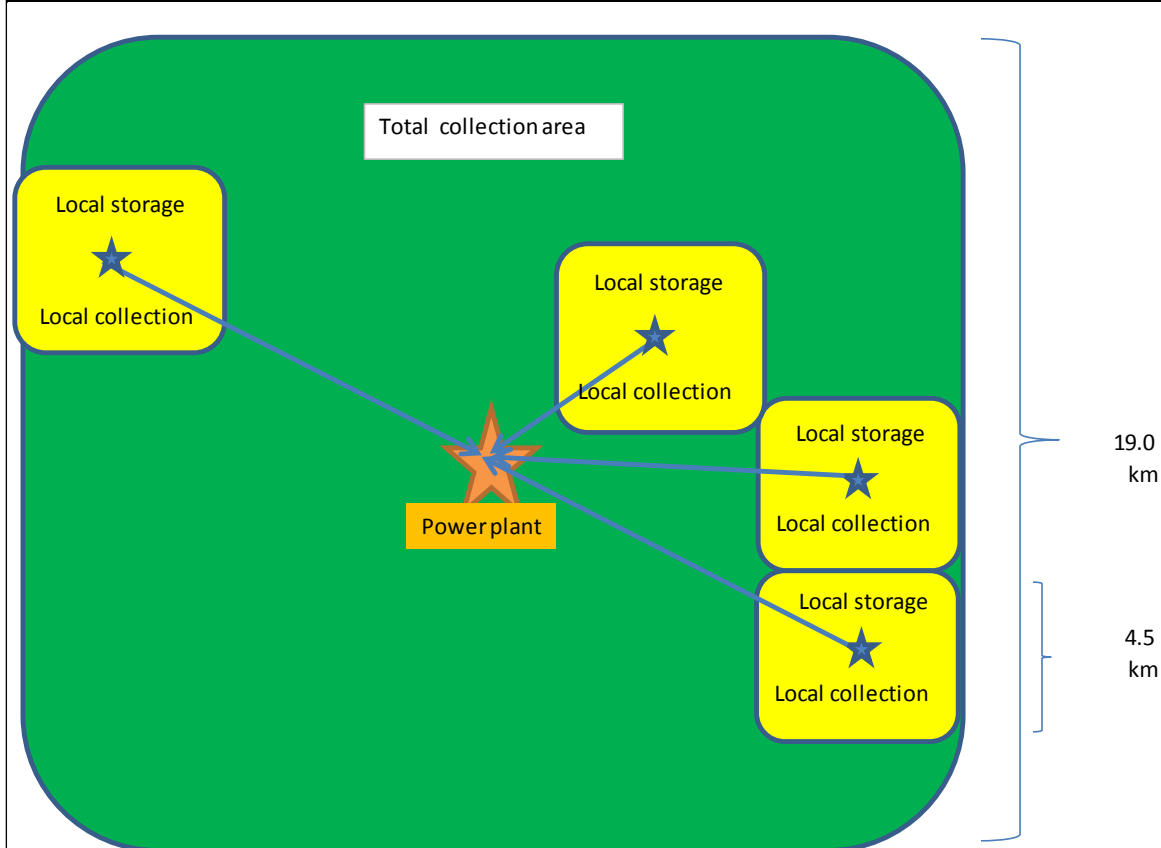 Total collection area
Local storage
Local collection
Local storage
Local collection
Local storage
Local collection
19.0
km
Power plant
Local storage
Local collection
4.5
km